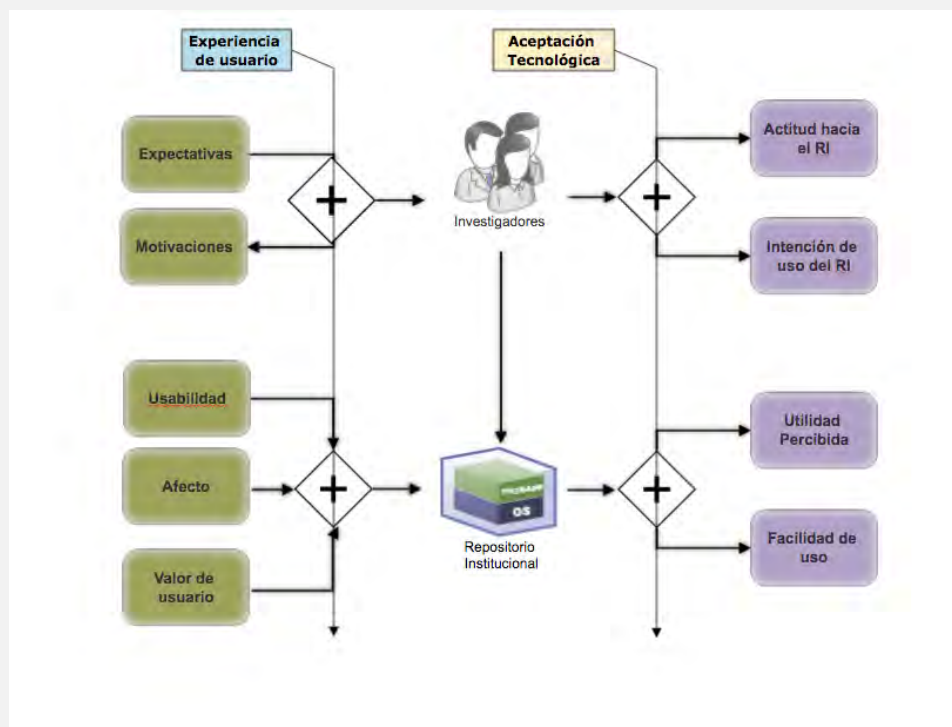 Experiencia
de usuario
Aceptación
Tecnológica
Expectativas
Motivaciones
Investigadores
Actitud hacia
el RI
Intención de
uso del RI
Usabilidad
Afecto
Valor de
usuario
OS
Repositorio
Institucional
Utilidad
Percibida
Facilidad de
uso